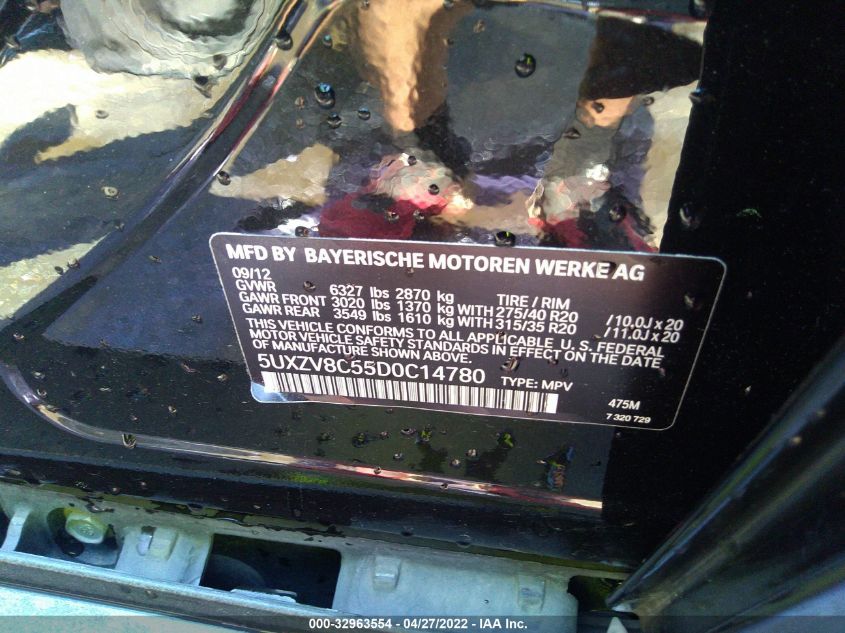 MFD BY BAYERISCHE MOTOREN WERKE AG
09/12
GVWR 6327 lbs 2870 kg TIRE / RIM
GAWR FRONT 3020 lbs 1370 kg WITH 275/40 R20 /10.0J x 20
GAWR REAR 3549 lbs 1610 kg WITH 315/35 R20 /11.0J x 20
THIS VEHICLE CONFORMS TO ALL APPLICABLE U. S. FEDERAL
MOTOR VEHICLE SAFETY STANDARDS IN EFFECT ON THE DATE
OF MANUFACTURE SHOWN ABOVE.
5UXZV8C55D0C14780 TYPE: MPV
475M
7 320 729
000-32963554 - 04/27/2022 - IAA Inc.